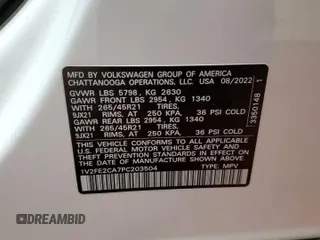 MFD. BY VOLKSWAGEN GROUP OF AMERICA
CHATTANOOGA OPERATIONS, LLC. USA 08/2022
GVWR LBS 5798, KG 2630
GAWR FRONT LBS 2954, KG 1340
WITH 265/45R21 TIRES,
9JX21 RIMS, AT 250 KPA, 36 PSI COLD
GAWR REAR LBS 2954, KG 1340
WITH 265/45R21 TIRES,
9JX21 RIMS, AT 250 KPA, 36 PSI COLD
THIS VEHICLE CONFORMS TO ALL APPLICABLE
FEDERAL MOTOR VEHICLE SAFETY, BUMPER,
AND THEFT PREVENTION STANDARDS IN
EFFECT ON THE DATE OF MANUFACTURE
SHOWN ABOVE.
1V2FE2CA7PC203504 TYPE: MPV
3350148 1
DREAMBID